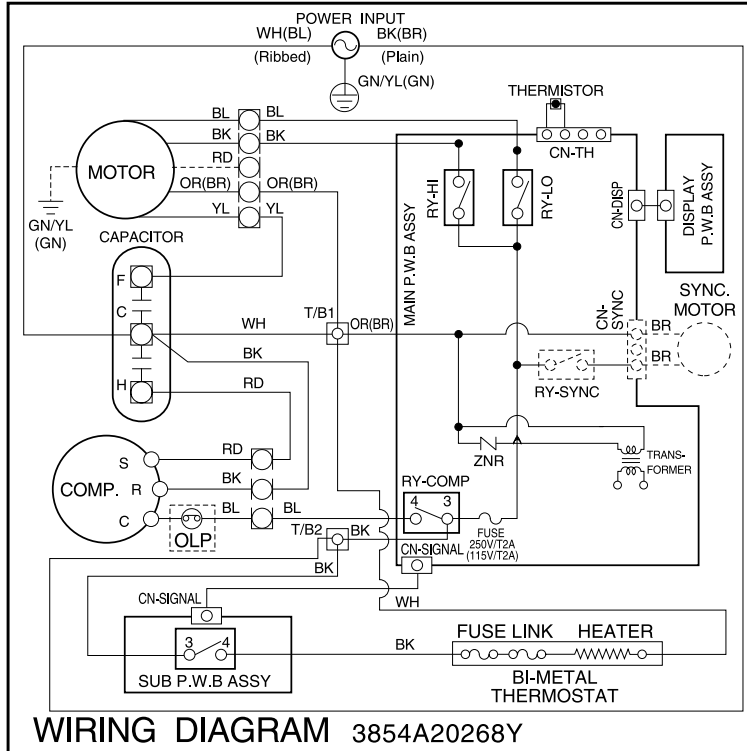 POWER INPUT
WH(BL) BK(BR)
(Ribbed) (Plain)
GN/YL(GN)
THERMISTOR
BL BL
BK BK
CN-TH
RD
MOTOR
OR(BR) OR(BR)
YL YL
GN/YL
(GN)
RY-HI
RY-LO
CN-DISP
DISPLAY
P.W.B ASSY
MAIN P.W.B ASSY
CAPACITOR
F
C
H
WH
T/B1
OR(BR)
CN-
SYNC
SYNC.
MOTOR
BR
BR
BK
RD
RY-SYNC
ZNR
TRANS-
FORMER
S
R
C
COMP.
RD
BK
BL BL
OLP
RY-COMP
4 3
FUSE
250V/T2A
(115V/T2A)
T/B2
BK
BK
CN-SIGNAL
CN-SIGNAL
WH
3 4
SUB P.W.B ASSY
BK
FUSE LINK HEATER
BI-METAL
THERMOSTAT
WIRING DIAGRAM 3854A20268Y